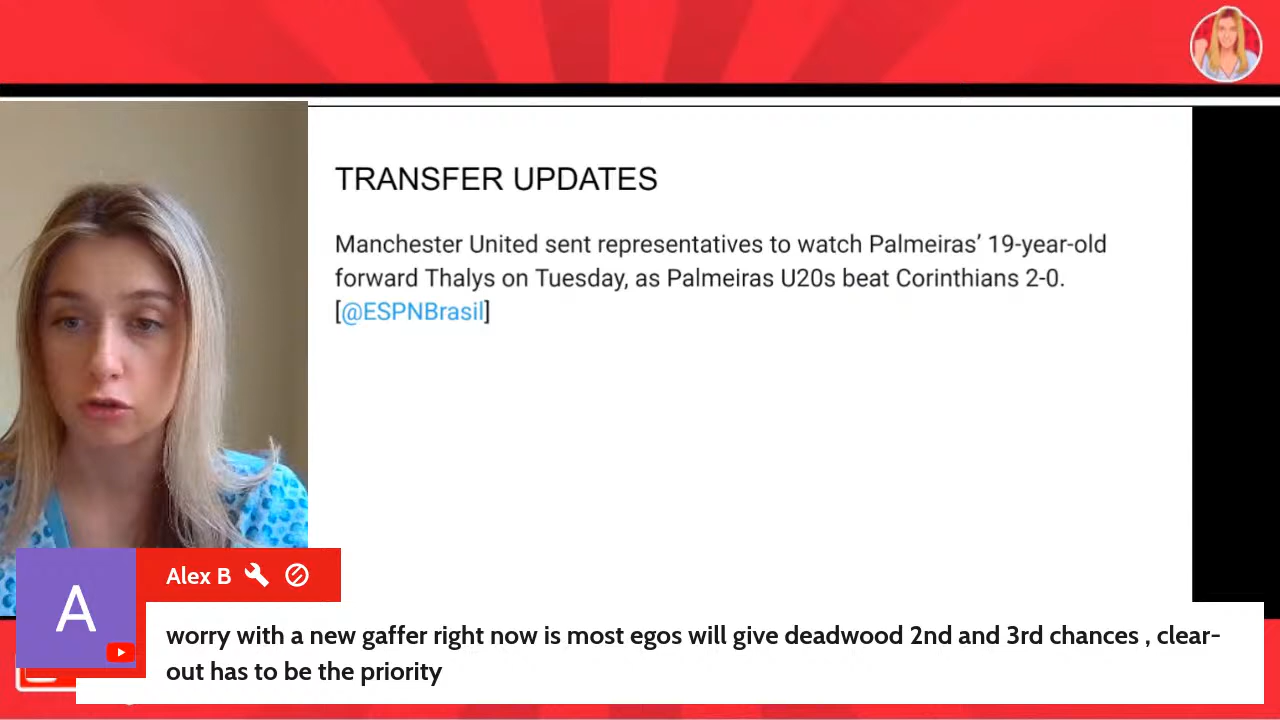 TRANSFER UPDATES
Manchester United sent representatives to watch Palmeiras’ 19-year-old
forward Thalys on Tuesday, as Palmeiras U20s beat Corinthians 2-0.
[@ESPNBrasil]
A
Alex B
worry with a new gaffer right now is most egos will give deadwood 2nd and 3rd chances , clear-
out has to be the priority